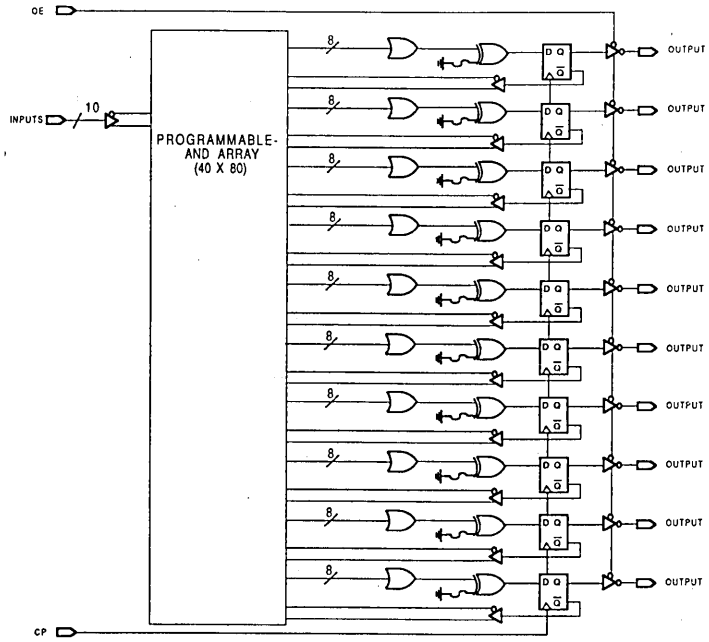 OE
8
D Q
Q
OUTPUT
8
D Q
Q
OUTPUT
INPUTS
10
PROGRAMMABLE-
AND ARRAY
(40 X 80)
8
D Q
Q
OUTPUT
8
D Q
Q
OUTPUT
8
D Q
Q
OUTPUT
8
D Q
Q
OUTPUT
8
D Q
Q
OUTPUT
8
D Q
Q
OUTPUT
8
D Q
Q
OUTPUT
8
D Q
Q
OUTPUT
CP